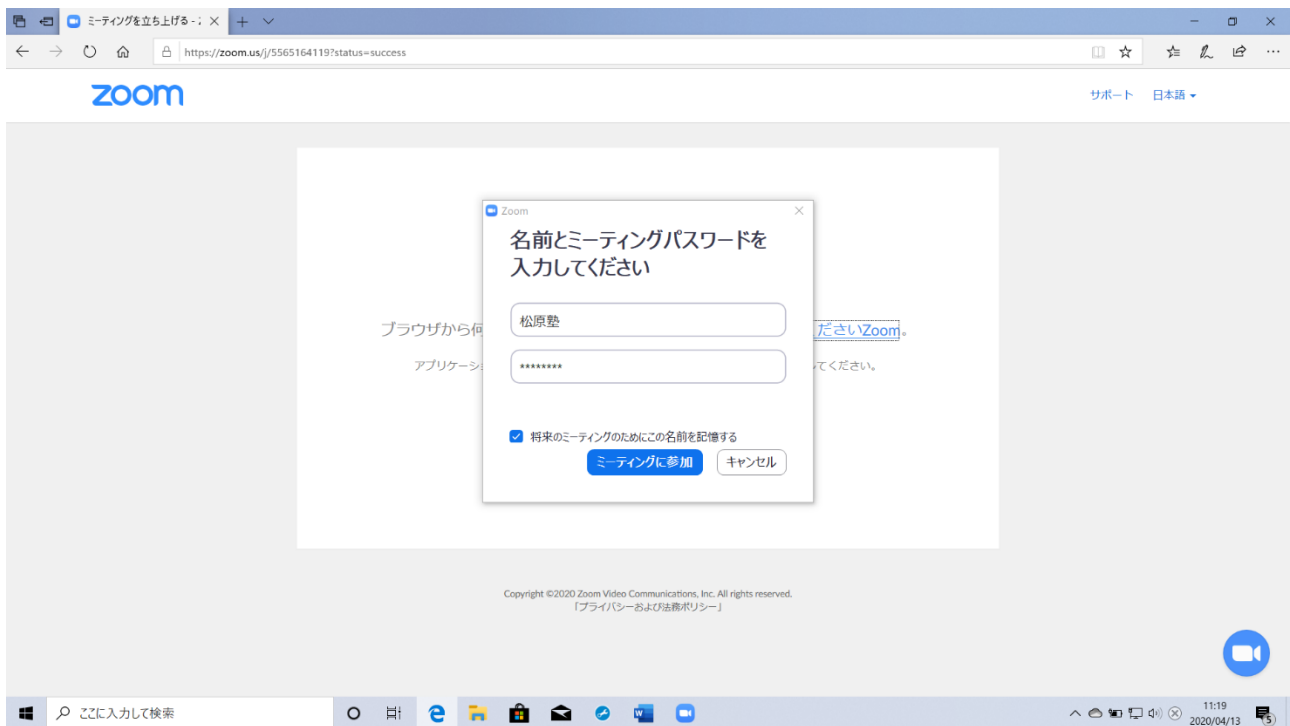 ミーティングを立ち上げる - ズ
https://zoom.us/j/5565164119?status=success
zoom
サポート 日本語
Zoom
名前とミーティングパスワードを
入力してください
松原塾
ブラウザから何 ださいZoom。
********
アプリケーショ してください。
将来のミーティングのためにこの名前を記憶する
ミーティングに参加 キャンセル
Copyright ©2020 Zoom Video Communications, Inc. All rights reserved.
「プライバシーおよび法務ポリシー」
ここに入力して検索
11:19
2020/04/13
5